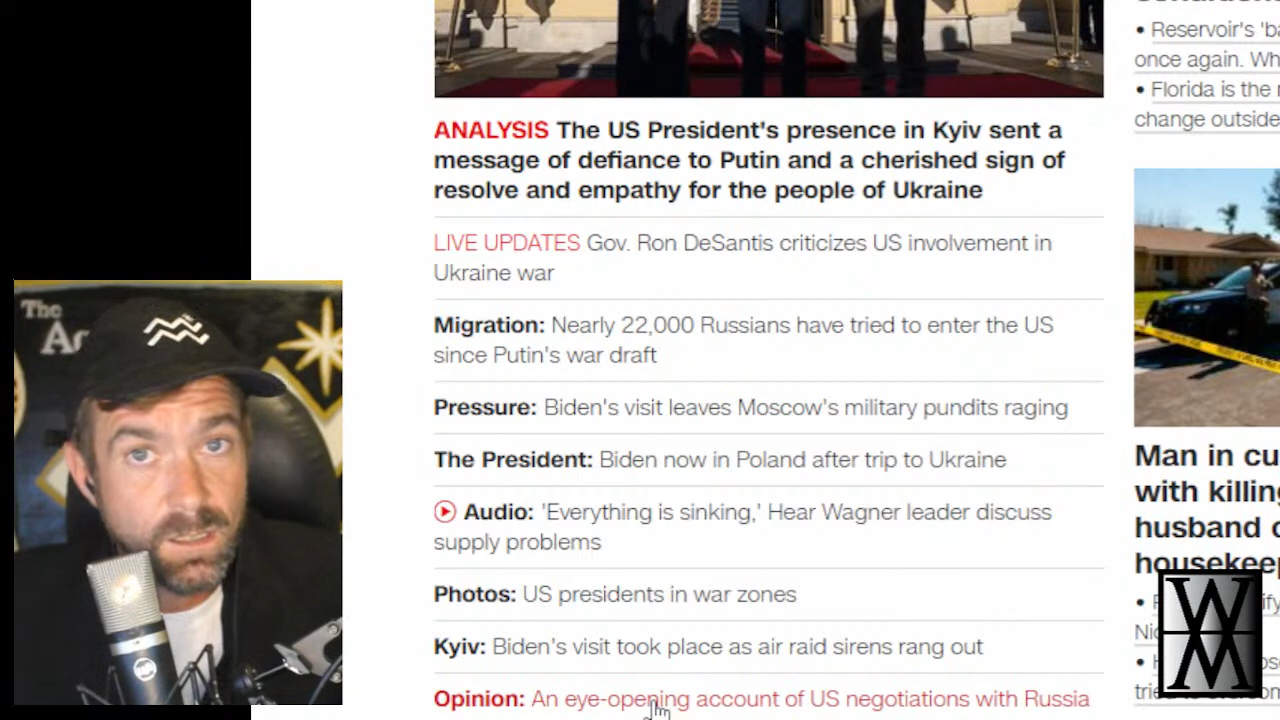 • Reservoir's 'ba
once again. Wh
• Florida is the
change outside
ANALYSIS The US President's presence in Kyiv sent a
message of defiance to Putin and a cherished sign of
resolve and empathy for the people of Ukraine
LIVE UPDATES Gov. Ron DeSantis criticizes US involvement in
Ukraine war
Migration: Nearly 22,000 Russians have tried to enter the US
since Putin's war draft
Pressure: Biden's visit leaves Moscow's military pundits raging
The President: Biden now in Poland after trip to Ukraine
Audio: 'Everything is sinking,' Hear Wagner leader discuss
supply problems
Photos: US presidents in war zones
Kyiv: Biden's visit took place as air raid sirens rang out
Opinion: An eye-opening account of US negotiations with Russia
Man in cu
with killing
husband o
housekeep
The
Ac